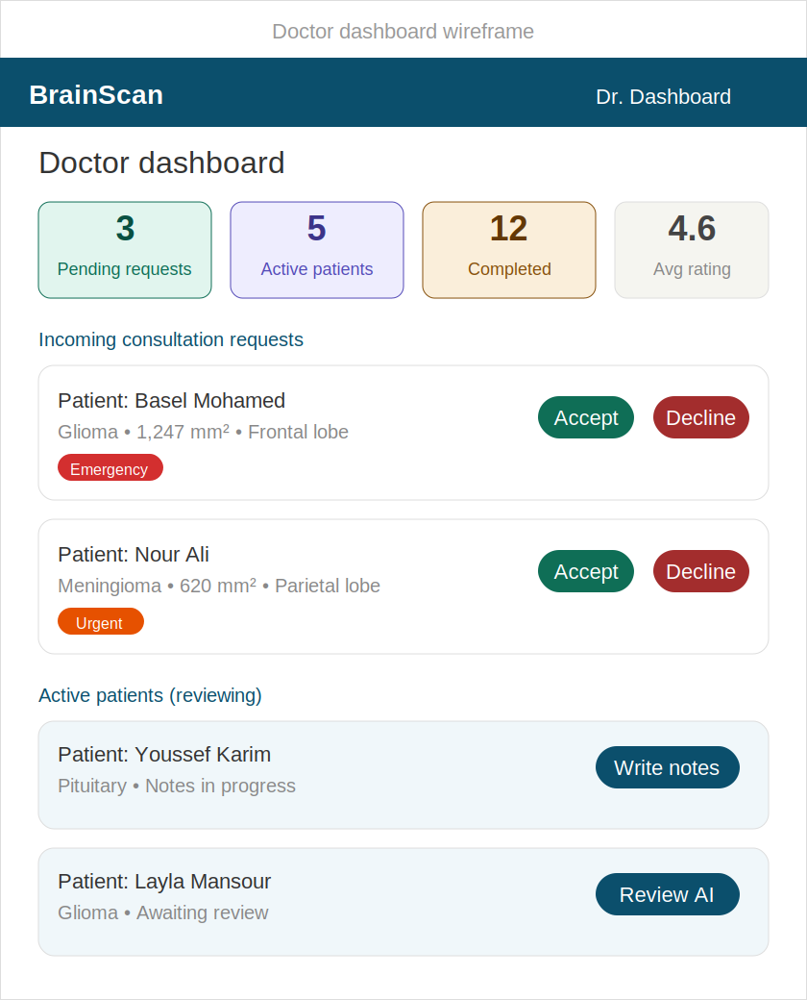 Doctor dashboard wireframe
BrainScan
Dr. Dashboard
Doctor dashboard
3
Pending requests
5
Active patients
12
Completed
4.6
Avg rating
Incoming consultation requests
Patient: Basel Mohamed
Glioma • 1,247 mm² • Frontal lobe
Emergency
Accept
Decline
Patient: Nour Ali
Meningioma • 620 mm² • Parietal lobe
Urgent
Accept
Decline
Active patients (reviewing)
Patient: Youssef Karim
Pituitary • Notes in progress
Write notes
Patient: Layla Mansour
Glioma • Awaiting review
Review AI